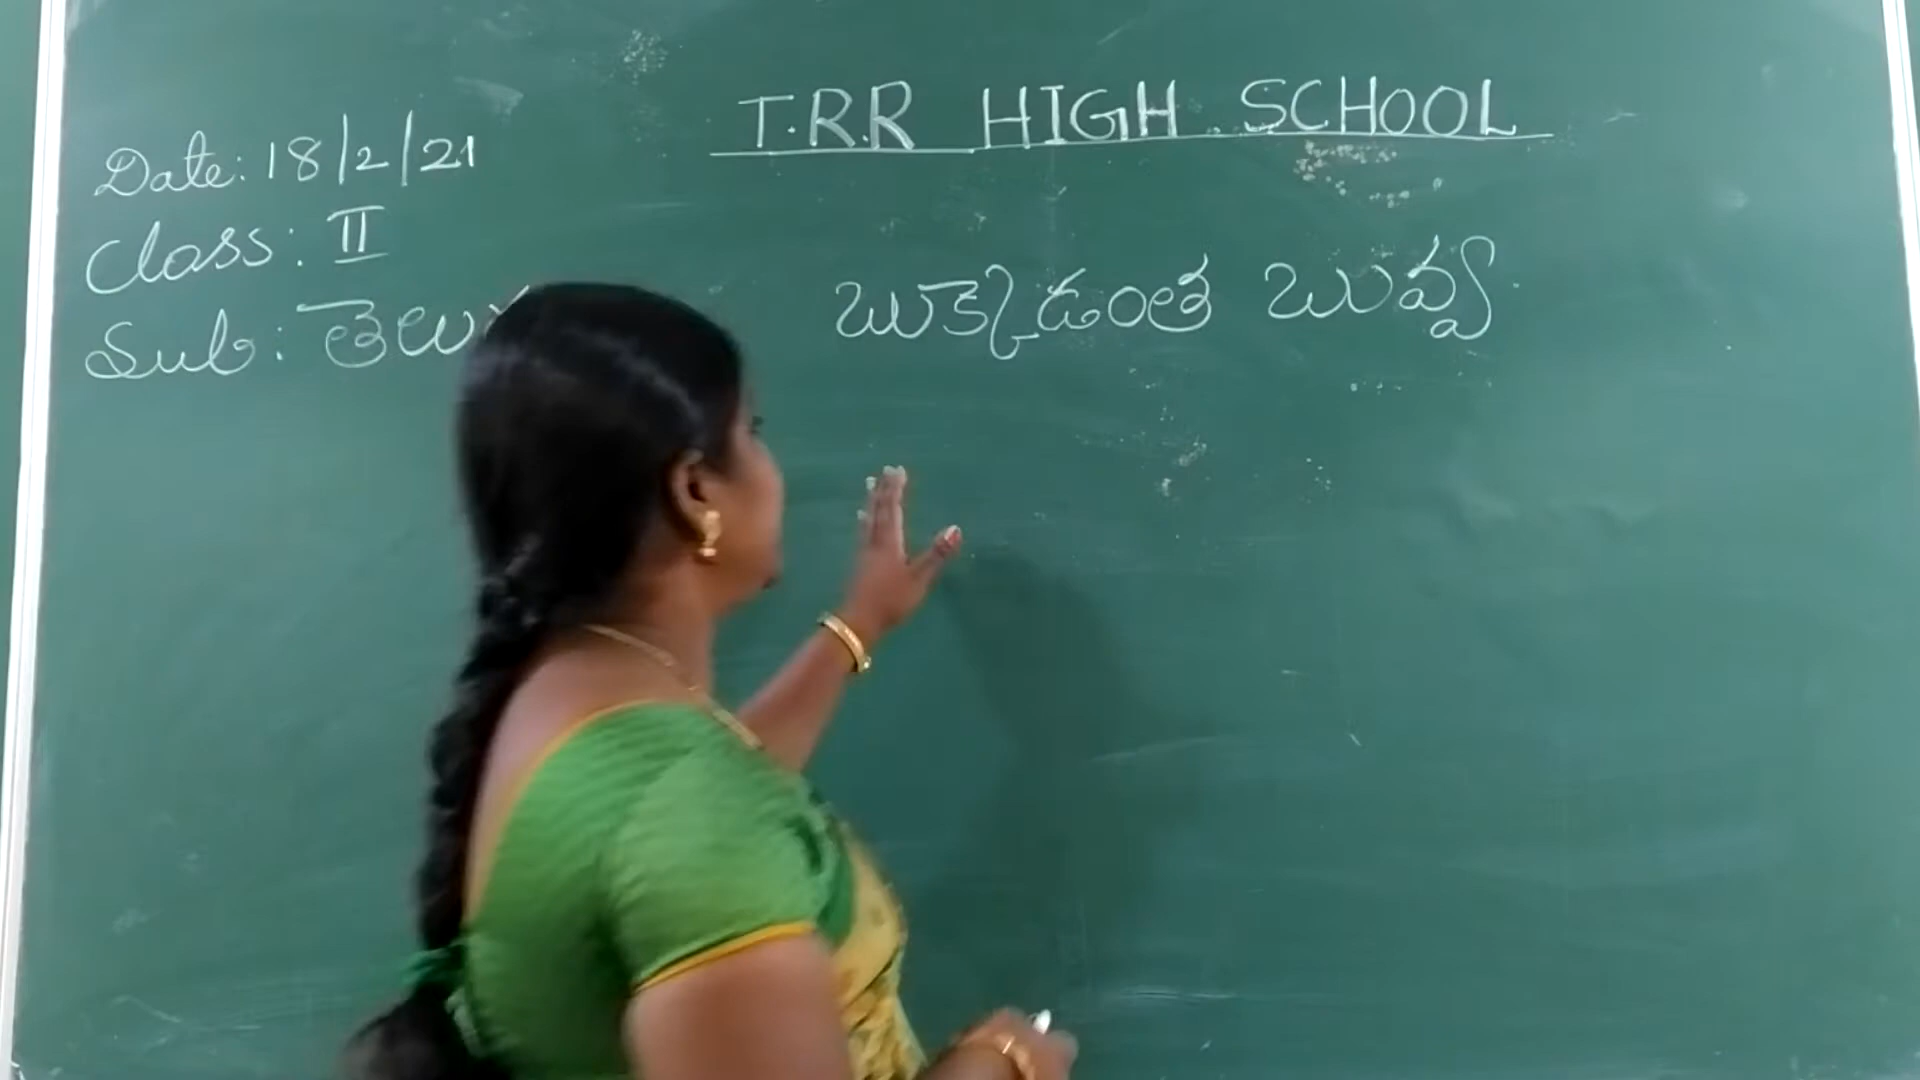 T.R.R HIGH SCHOOL
Date: 18/2/21
Class: II
Sub:
బుక్కెడంత బువ్వ